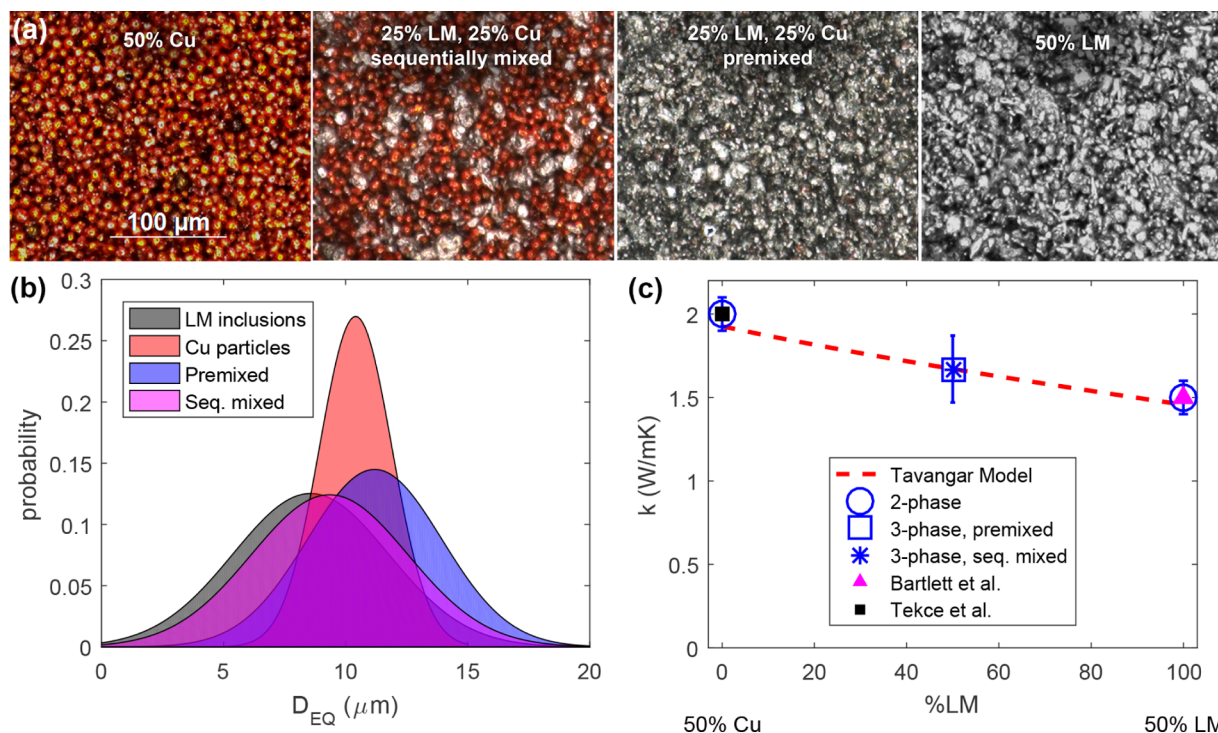 (a)
50% Cu
25% LM, 25% Cu
sequentially mixed
25% LM, 25% Cu
premixed
50% LM
100 μm
(b)
0.3
0.25
0.2
0.15
0.1
0.05
0
probability
LM inclusions
Cu particles
Premixed
Seq. mixed
0
5
10
15
20
D_EQ (μm)
(c)
2
1.5
1
0.5
0
k (W/mK)
Tavangar Model
2-phase
3-phase, premixed
3-phase, seq. mixed
Bartlett et al.
Tekce et al.
0
20
40
60
80
100
%LM
50% Cu
50% LM